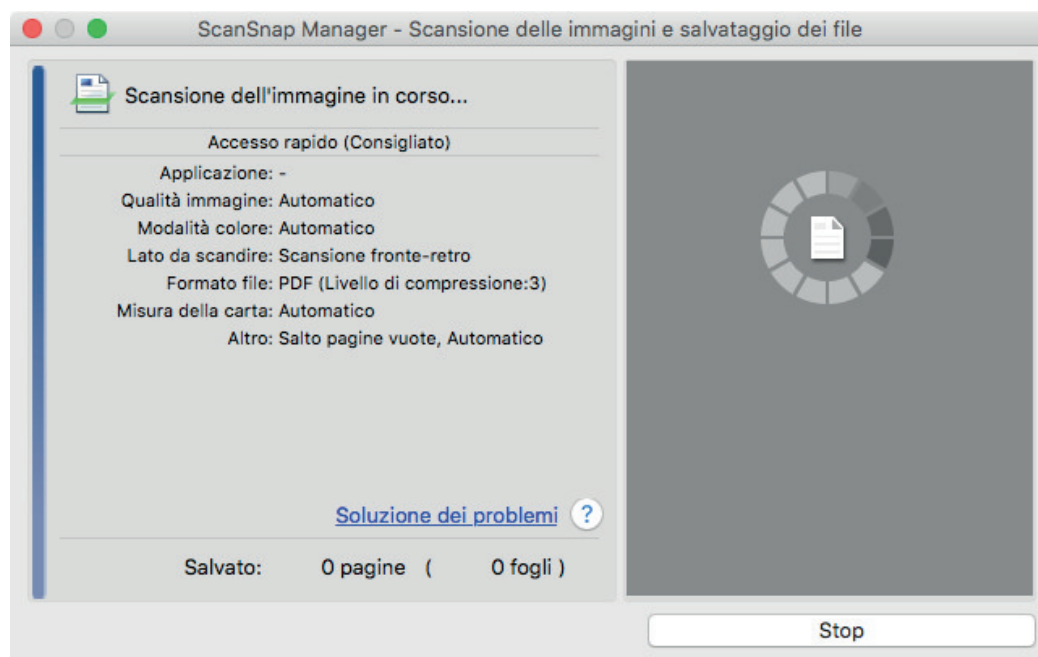 ScanSnap Manager - Scansione delle immagini e salvataggio dei file
Scansione dell'immagine in corso...
Accesso rapido (Consigliato)
Applicazione: -
Qualità immagine: Automatico
Modalità colore: Automatico
Lato da scandire: Scansione fronte-retro
Formato file: PDF (Livello di compressione:3)
Misura della carta: Automatico
Altro: Salto pagine vuote, Automatico
Soluzione dei problemi ?
Salvato: 0 pagine ( 0 fogli )
Stop